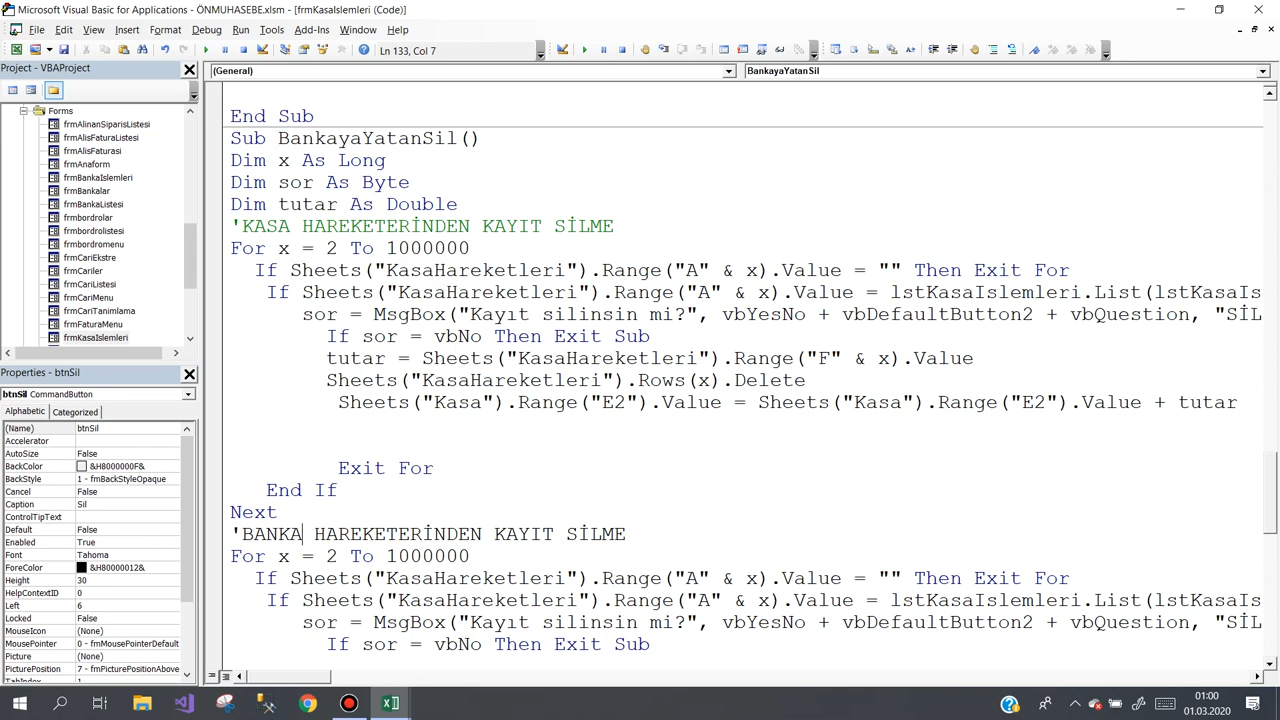 Microsoft Visual Basic for Applications - ÖNMUHASEBE.xlsm - [frmKasaIslemleri (Code)]
File Edit View Insert Format Debug Run Tools Add-Ins Window Help
Ln 133, Col 7
Project - VBAProject
Forms
frmAlinanSiparisListesi
frmAlisFaturaListesi
frmAlisFaturasi
frmAnaform
frmBankaIslemleri
frmBankalar
frmBankaListesi
frmbordrolar
frmbordrolistesi
frmbordromenu
frmCariEkstre
frmCariler
frmCariListesi
frmCariMenu
frmCariTanimlama
frmFaturaMenu
frmKasaIslemleri
Properties - btnSil
btnSil CommandButton
Alphabetic Categorized
(Name) btnSil
Accelerator
AutoSize False
BackColor &H8000000F&
BackStyle 1 - fmBackStyleOpaque
Cancel False
Caption Sil
ControlTipText
Default False
Enabled True
Font Tahoma
ForeColor &H80000012&
Height 30
HelpContextID 0
Left 6
Locked False
MouseIcon (None)
MousePointer 0 - fmMousePointerDefault
Picture (None)
PicturePosition 7 - fmPicturePositionAbove
(General) BankayaYatanSil
End Sub
Sub BankayaYatanSil()
Dim x As Long
Dim sor As Byte
Dim tutar As Double
'KASA HAREKETERİNDEN KAYIT SİLME
For x = 2 To 1000000
If Sheets("KasaHareketleri").Range("A" & x).Value = "" Then Exit For
If Sheets("KasaHareketleri").Range("A" & x).Value = lstKasaIslemleri.List(lstKasaIs
sor = MsgBox("Kayıt silinsin mi?", vbYesNo + vbDefaultButton2 + vbQuestion, "SİL
If sor = vbNo Then Exit Sub
tutar = Sheets("KasaHareketleri").Range("F" & x).Value
Sheets("KasaHareketleri").Rows(x).Delete
Sheets("Kasa").Range("E2").Value = Sheets("Kasa").Range("E2").Value + tutar
Exit For
End If
Next
'BANKA HAREKETERİNDEN KAYIT SİLME
For x = 2 To 1000000
If Sheets("KasaHareketleri").Range("A" & x).Value = "" Then Exit For
If Sheets("KasaHareketleri").Range("A" & x).Value = lstKasaIslemleri.List(lstKasaIs
sor = MsgBox("Kayıt silinsin mi?", vbYesNo + vbDefaultButton2 + vbQuestion, "SİL
If sor = vbNo Then Exit Sub
01:00
01.03.2020